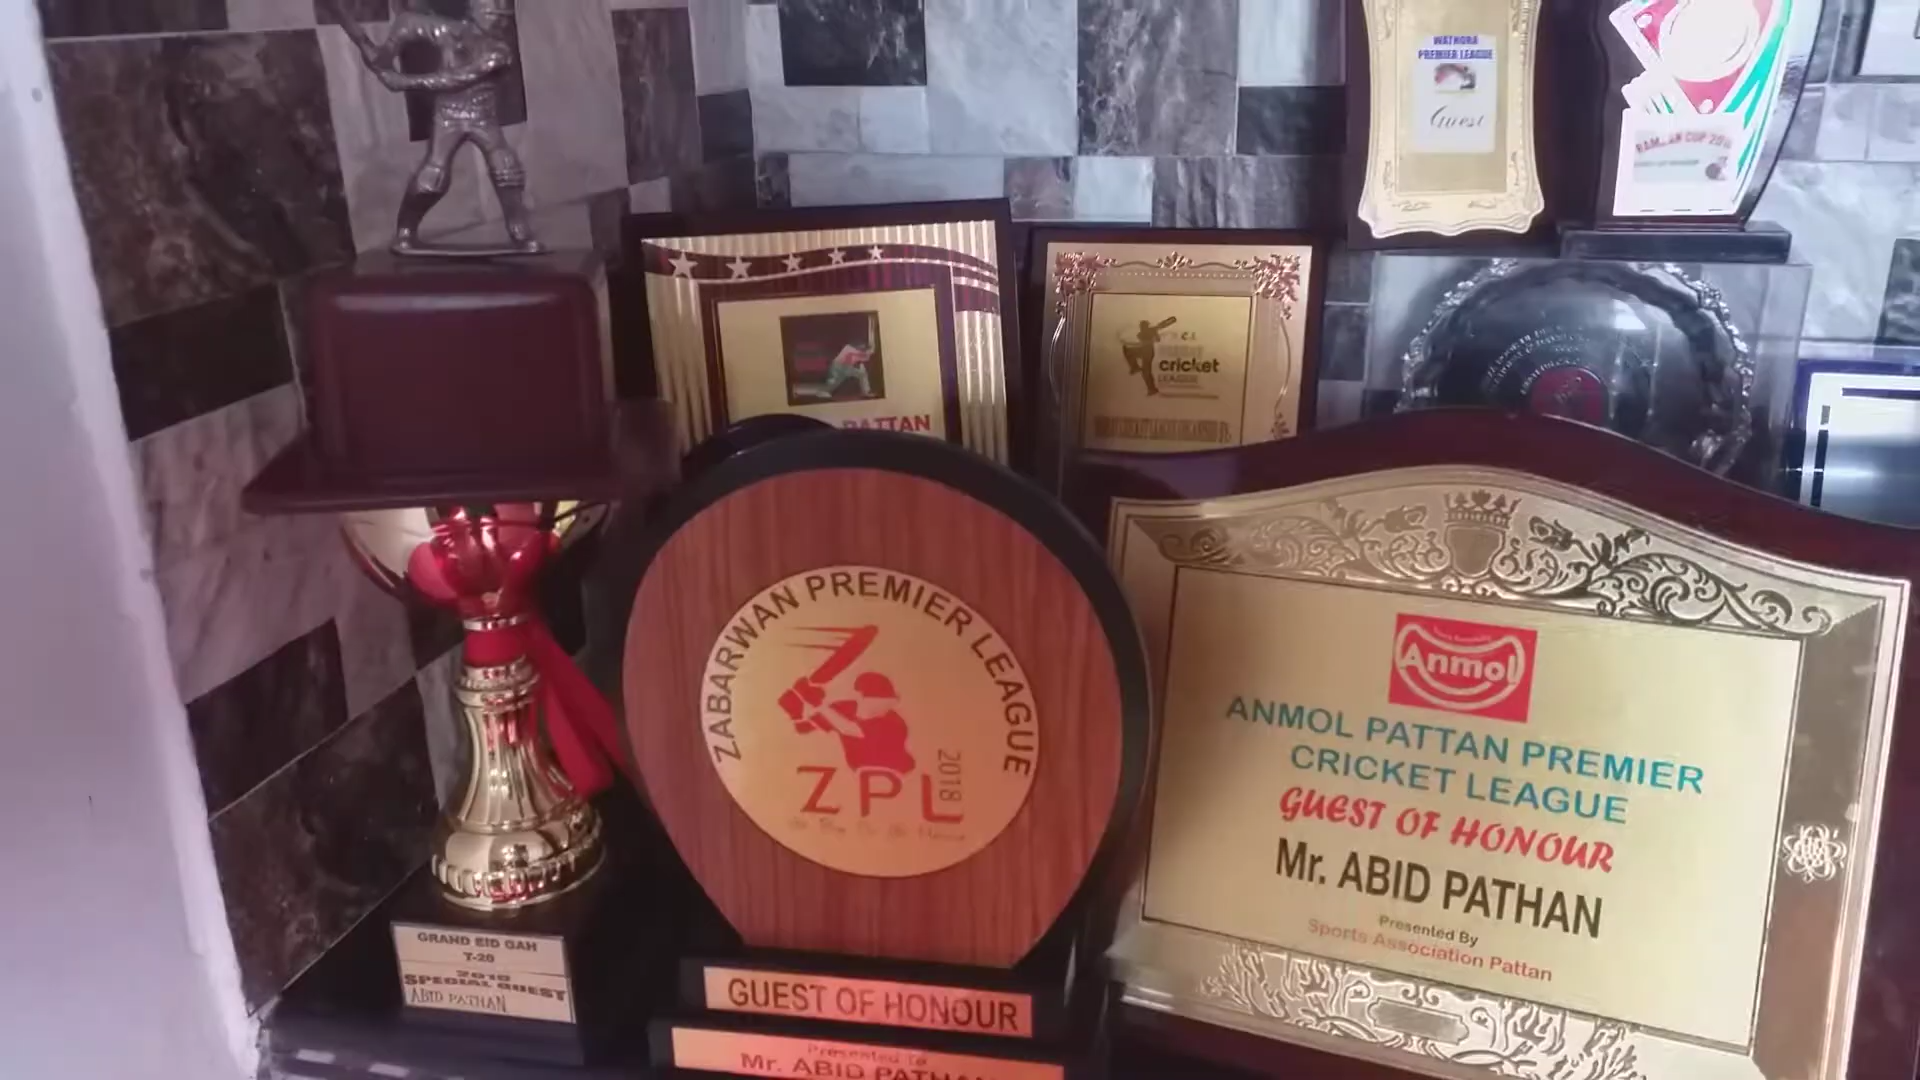 WATHORA
PREMIER LEAGUE
Guest
CUP
PATTAN
cricket
LEAGUE
ZABARWAN PREMIER LEAGUE
ZPL
2018
GUEST OF HONOUR
Presented to
Mr. ABID PATHAN
Anmol
ANMOL PATTAN PREMIER
CRICKET LEAGUE
GUEST OF HONOUR
Mr. ABID PATHAN
Presented By
Sports Association Pattan
GRAND EID GAH
T-20
SPECIAL GUEST
ABID PATHAN